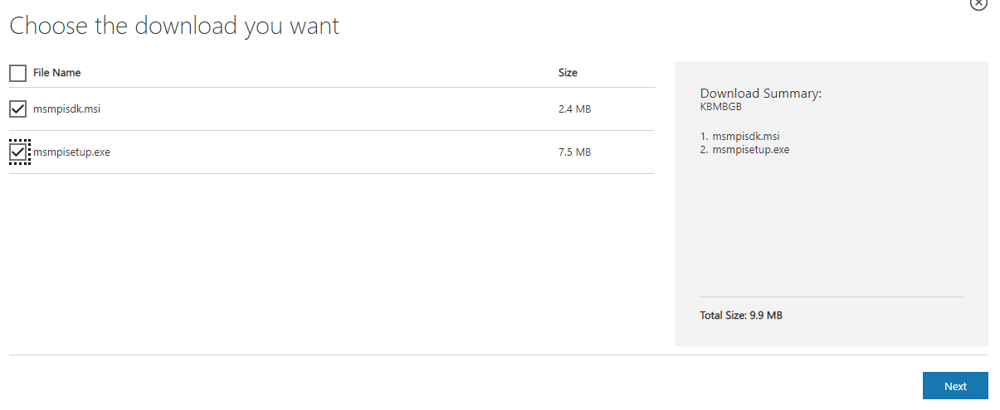 Choose the download you want
File Name Size
msmpisdk.msi 2.4 MB
msmpisetup.exe 7.5 MB
Download Summary:
KBMBGB
1. msmpisdk.msi
2. msmpisetup.exe
Total Size: 9.9 MB
Next